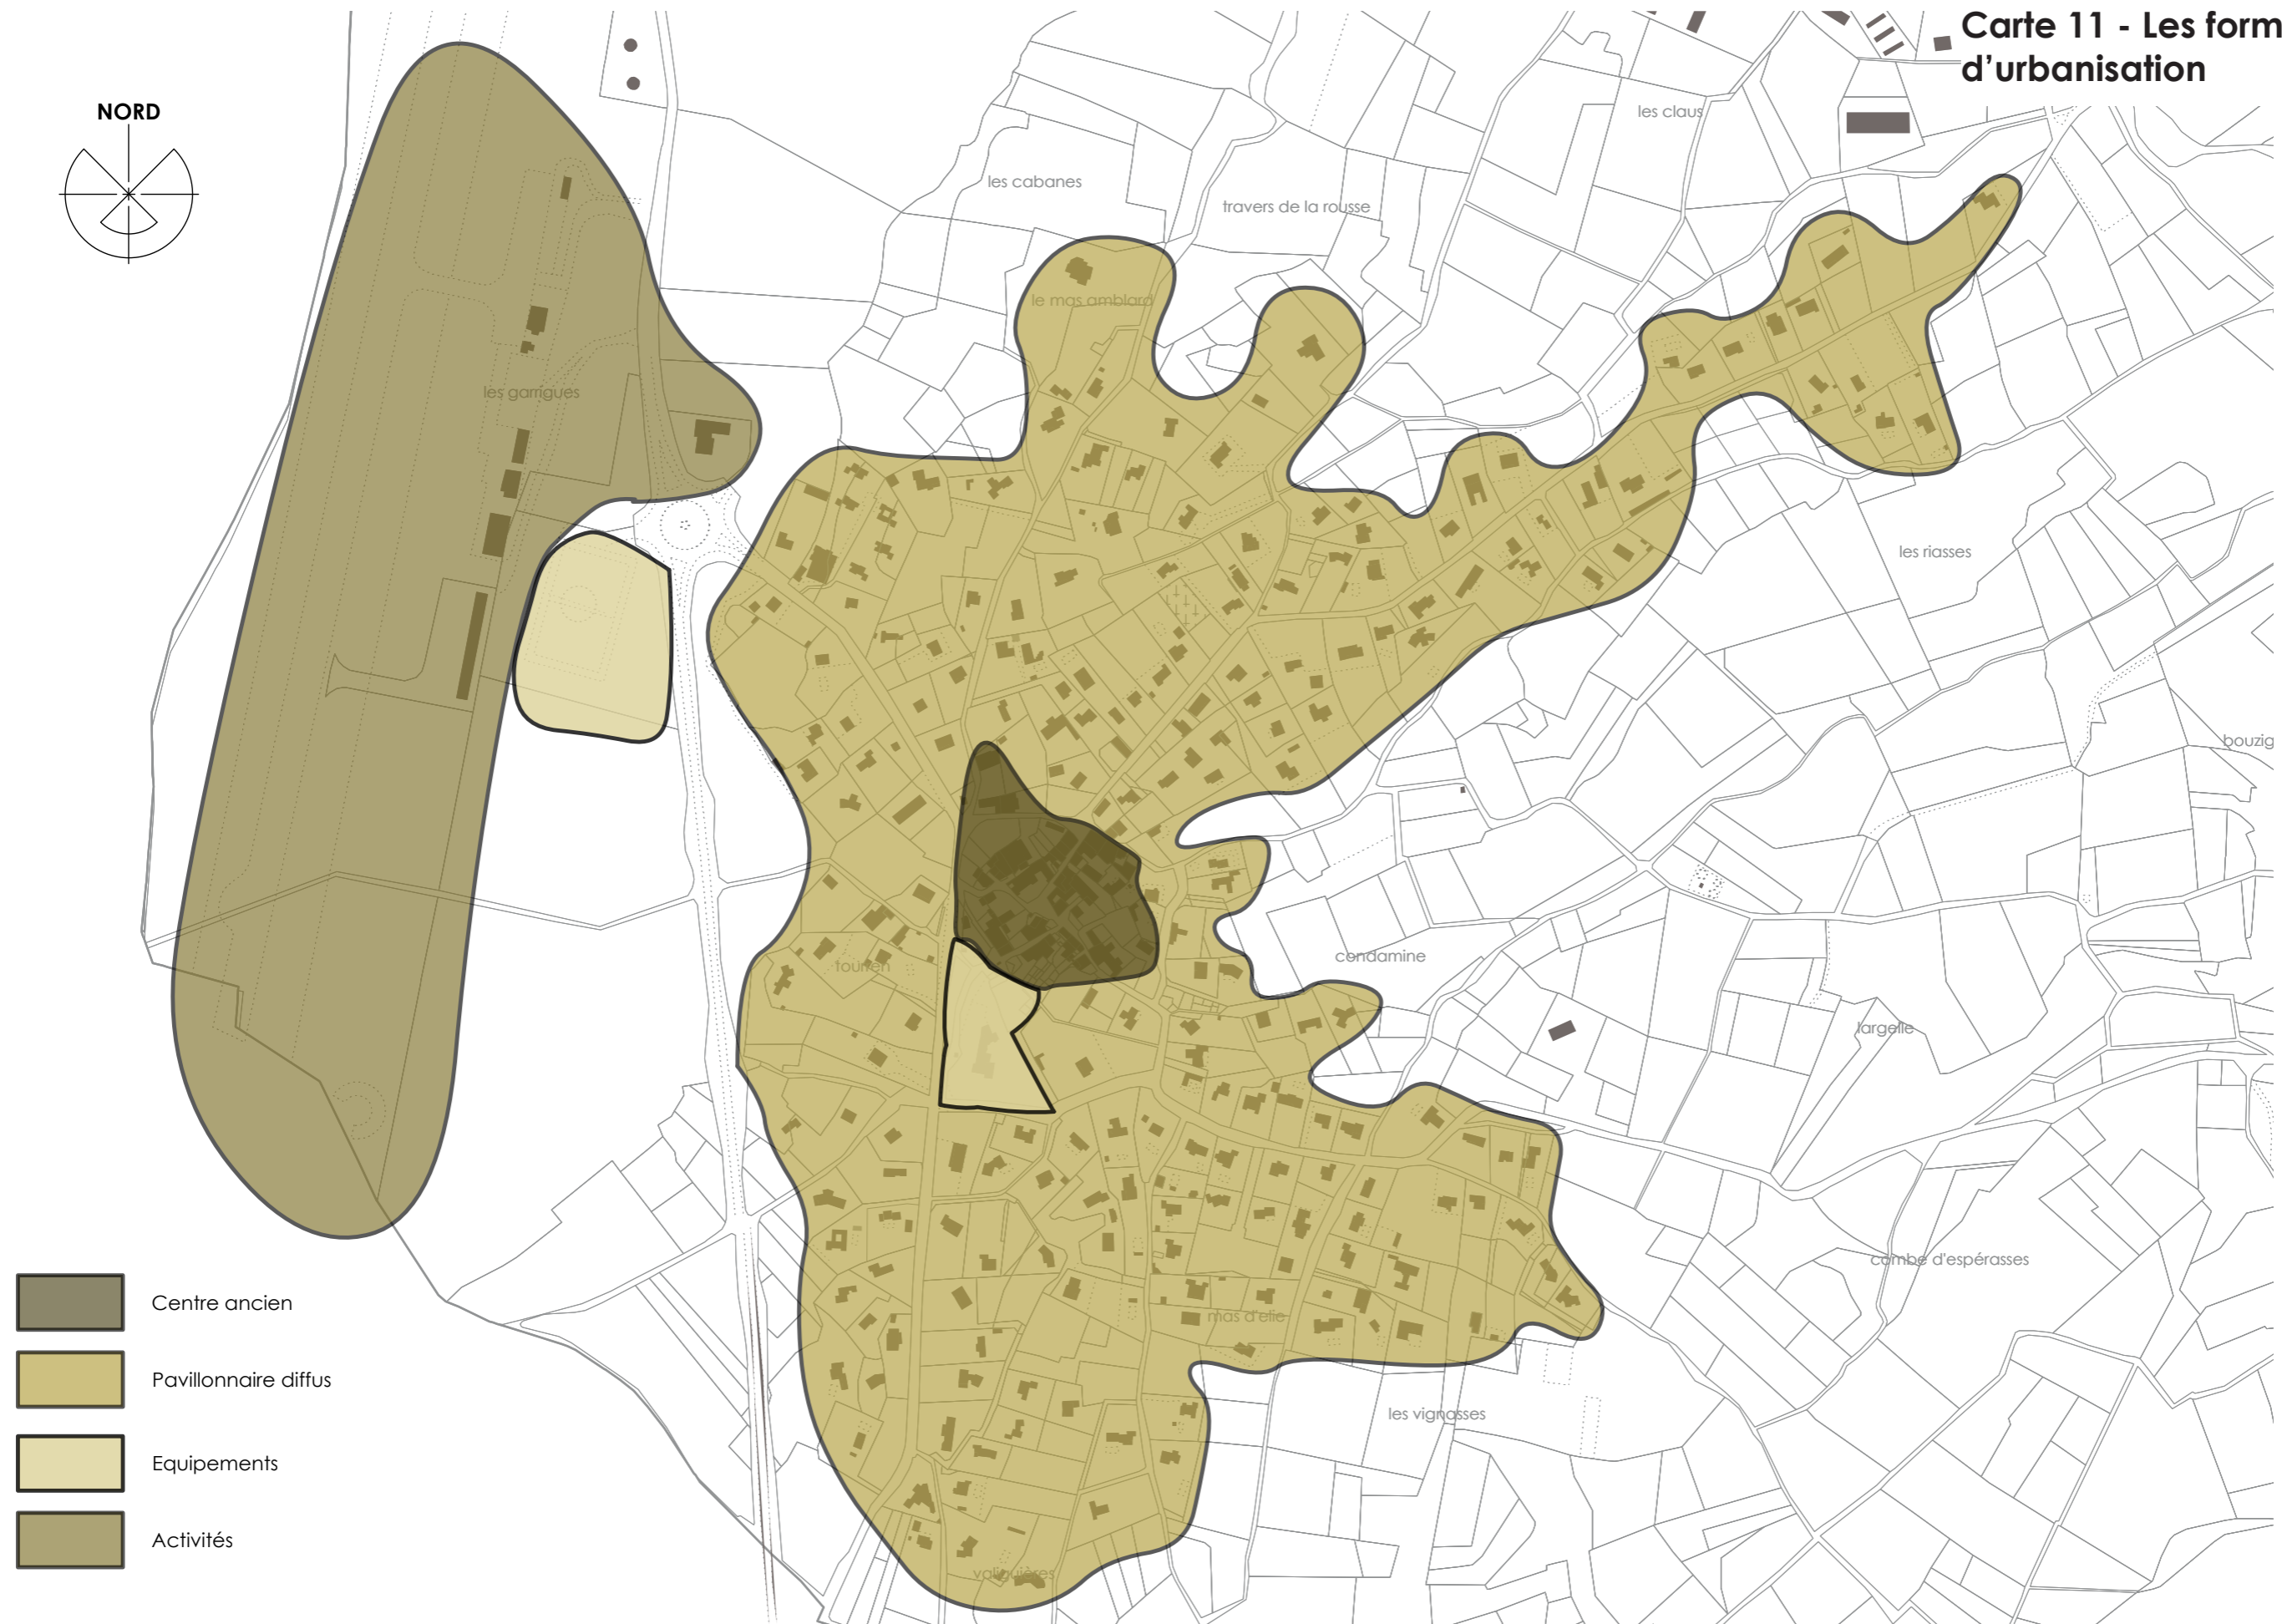 Carte 11 - Les form
d'urbanisation
NORD
les claus
les cabanes
travers de la rousse
le mas amblard
les garrigues
les riasses
bouzig
tourren
condamine
largelle
combe d'espérasses
mas d'elie
les vignasses
valiguières
Centre ancien
Pavillonnaire diffus
Equipements
Activités